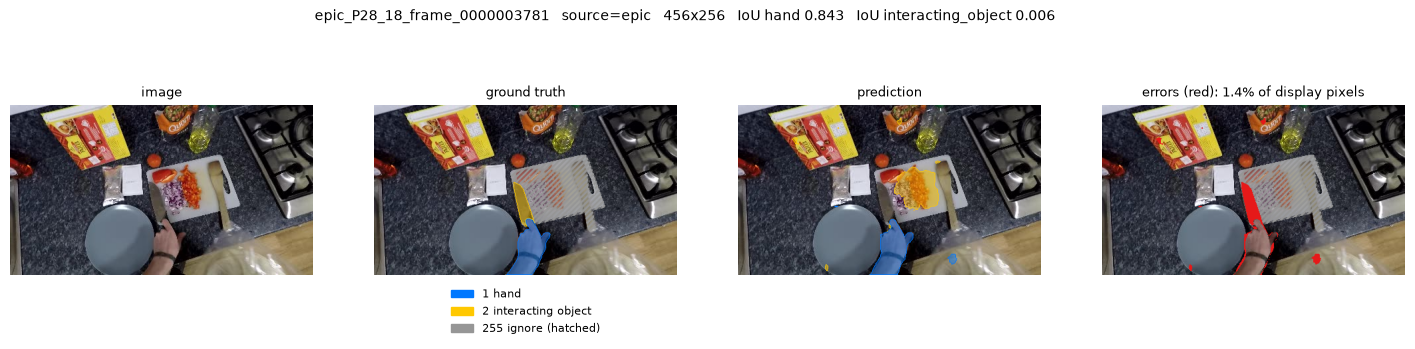 epic_P28_18_frame_0000003781 source=epic 456x256 IoU hand 0.843 IoU interacting_object 0.006
image
ground truth
prediction
errors (red): 1.4% of display pixels
1 hand
2 interacting object
255 ignore (hatched)